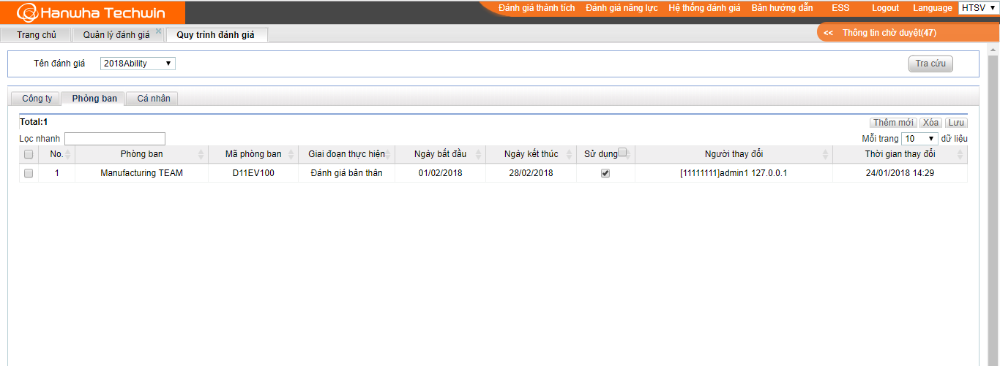 Hanwha Techwin
Đánh giá thành tích Đánh giá năng lực Hệ thống đánh giá Bản hướng dẫn ESS Logout Language HTSV
Trang chủ Quản lý đánh giá Quy trình đánh giá << Thông tin chờ duyệt(47)
Tên đánh giá 2018Ability Tra cứu
Công ty Phòng ban Cá nhân
Total:1 Thêm mới Xóa Lưu
Lọc nhanh Mỗi trang 10 dữ liệu
No. Phòng ban Mã phòng ban Giai đoạn thực hiện Ngày bắt đầu Ngày kết thúc Sử dụng Người thay đổi Thời gian thay đổi
1 Manufacturing TEAM D11EV100 Đánh giá bản thân 01/02/2018 28/02/2018 [11111111]admin1 127.0.0.1 24/01/2018 14:29